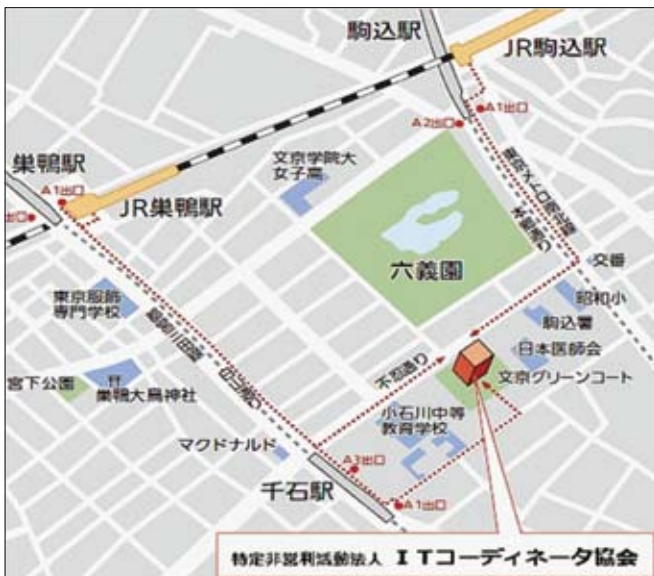 駒込駅
JR駒込駅
A1出口
A2出口
巣鴨駅
A1出口
出口
JR巣鴨駅
文京学院大
女子高
本郷通り
六義園
交番
昭和小
駒込署
日本医師会
文京グリーンコート
東京服飾
専門学校
宮下公園
巣鴨大鳥神社
不忍通り
小石川中等
教育学校
マクドナルド
A3出口
千石駅
A1出口
特定非営利活動法人 ITコーディネータ協会